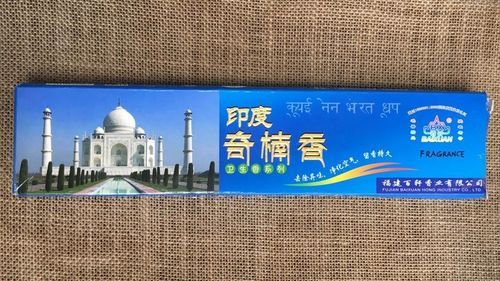 印度
奇楠香
卫生香系列
去除异味、净化空气、留香持久
क्यूई नेन भरत धूप
BAIXUAN
FRAGRANCE
福建百轩香业有限公司
FUJIAN BAIXUAN HONG INDUSTRY CO., LTD.